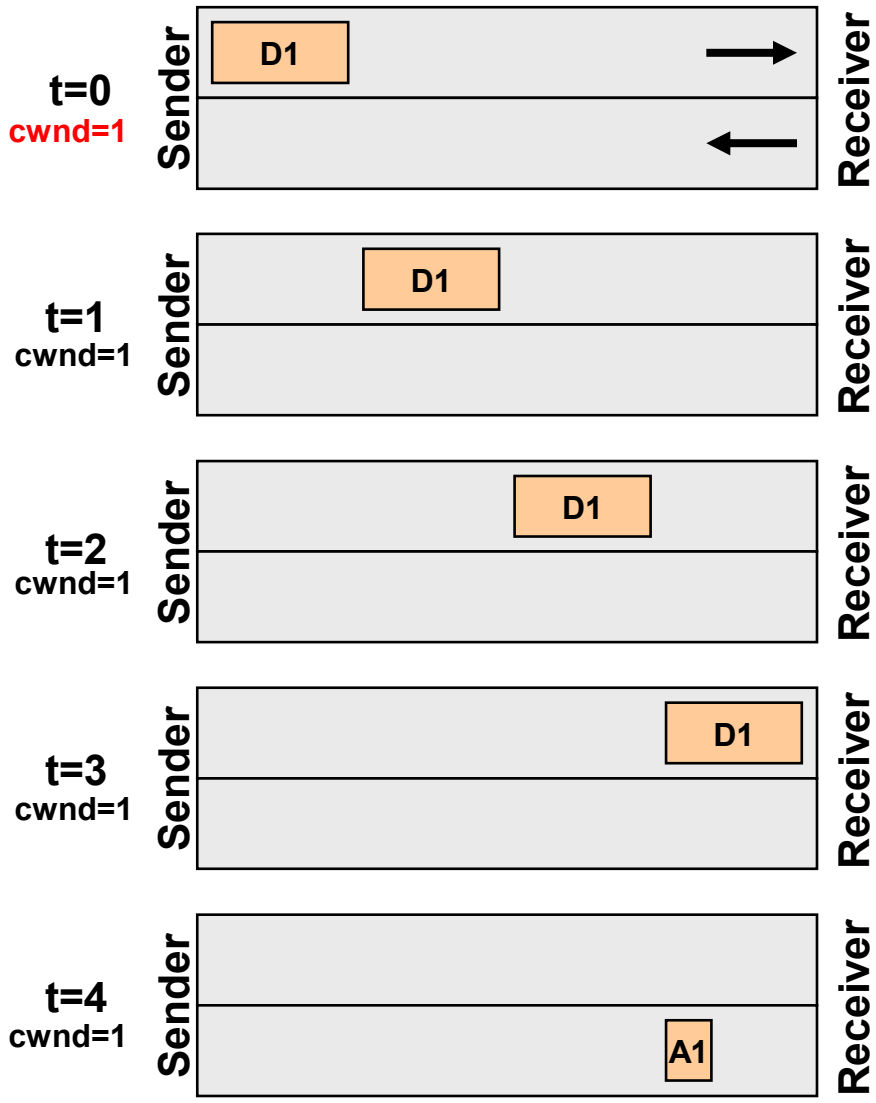 t=0
cwnd=1
Sender
D1
Receiver
t=1
cwnd=1
Sender
D1
Receiver
t=2
cwnd=1
Sender
D1
Receiver
t=3
cwnd=1
Sender
D1
Receiver
t=4
cwnd=1
Sender
A1
Receiver